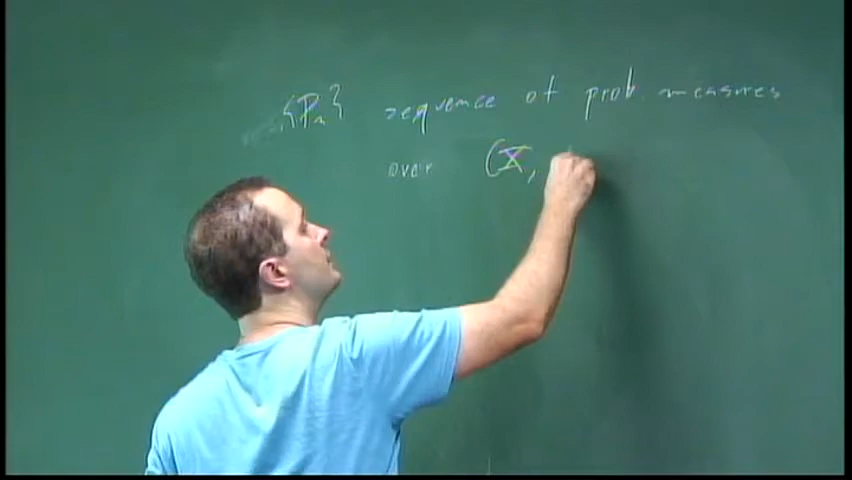 {Pn} sequence of prob. measures
over (X,